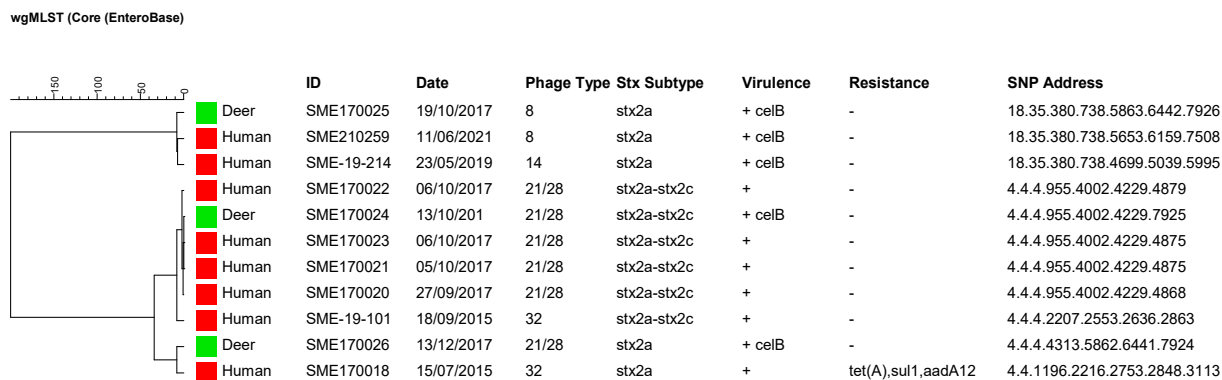 wgMLST (Core (EnteroBase)
150 100 50 0
ID Date Phage Type Stx Subtype Virulence Resistance SNP Address
Deer SME170025 19/10/2017 8 stx2a + celB - 18.35.380.738.5863.6442.7926
Human SME210259 11/06/2021 8 stx2a + celB - 18.35.380.738.5653.6159.7508
Human SME-19-214 23/05/2019 14 stx2a + celB - 18.35.380.738.4699.5039.5995
Human SME170022 06/10/2017 21/28 stx2a-stx2c + - 4.4.4.955.4002.4229.4879
Deer SME170024 13/10/201 21/28 stx2a-stx2c + celB - 4.4.4.955.4002.4229.7925
Human SME170023 06/10/2017 21/28 stx2a-stx2c + - 4.4.4.955.4002.4229.4875
Human SME170021 05/10/2017 21/28 stx2a-stx2c + - 4.4.4.955.4002.4229.4875
Human SME170020 27/09/2017 21/28 stx2a-stx2c + - 4.4.4.955.4002.4229.4868
Human SME-19-101 18/09/2015 32 stx2a-stx2c + - 4.4.4.2207.2553.2636.2863
Deer SME170026 13/12/2017 21/28 stx2a + celB - 4.4.4.4313.5862.6441.7924
Human SME170018 15/07/2015 32 stx2a + tet(A),sul1,aadA12 4.4.1196.2216.2753.2848.3113